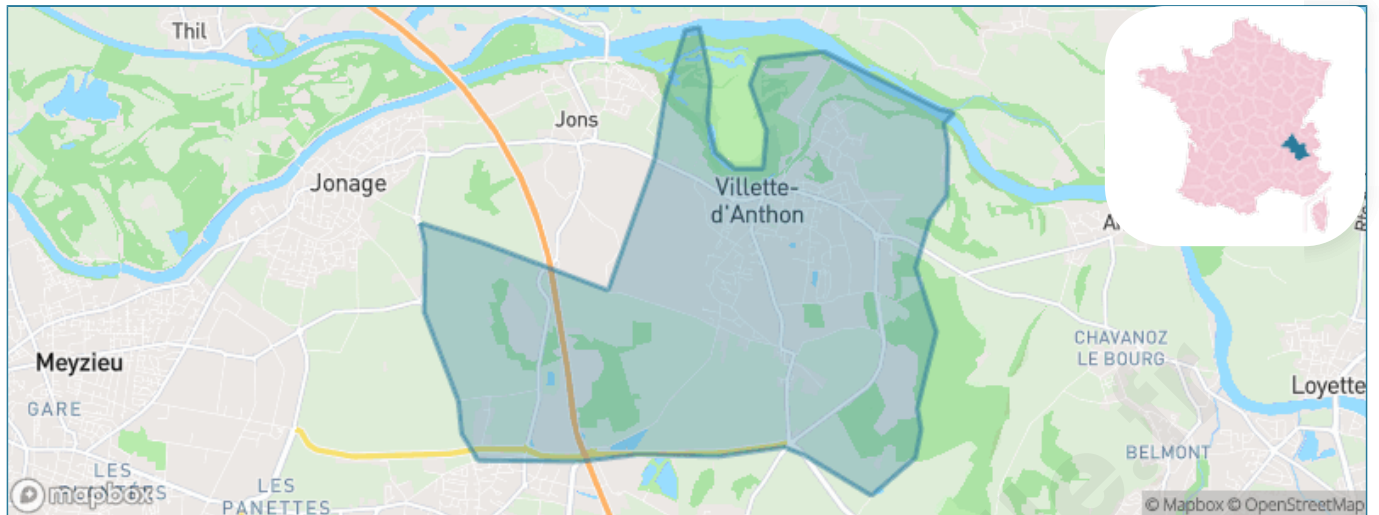 Thil
Jons
Jonage
Villette-
d'Anthon
Meyzieu
GARE
CHAVANOZ
LE BOURG
Loyette
BELMONT
LES
LES
PANETTES
mapbox
© Mapbox © OpenStreetMap